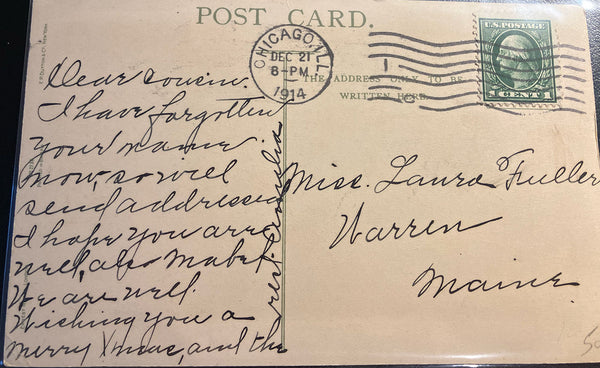 POST CARD.
CHICAGO, ILL.
DEC 21
8-PM
1914
U.S. POSTAGE
1 CENT 1
THE ADDRESS ONLY TO BE
WRITTEN HERE.
Dear cousin.
I have forgotten
your name
now, so will
send addressed
I hope you are
well, also Mabel
We are well.
Wishing you a
merry Xmas, and the
rest.
Miss. Laura Fuller
Warren
Maine.